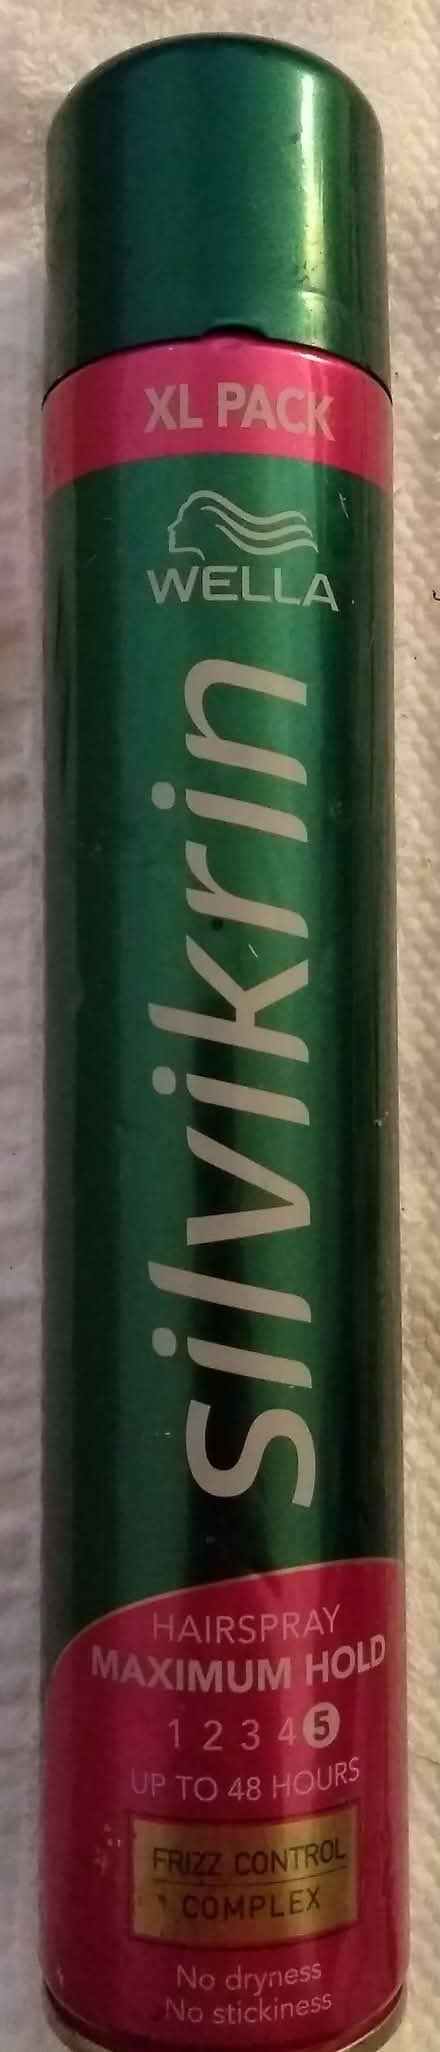 XL PACK
WELLA
silvikrin
HAIRSPRAY
MAXIMUM HOLD
1 2 3 4 5
UP TO 48 HOURS
FRIZZ CONTROL
COMPLEX
No dryness
No stickiness